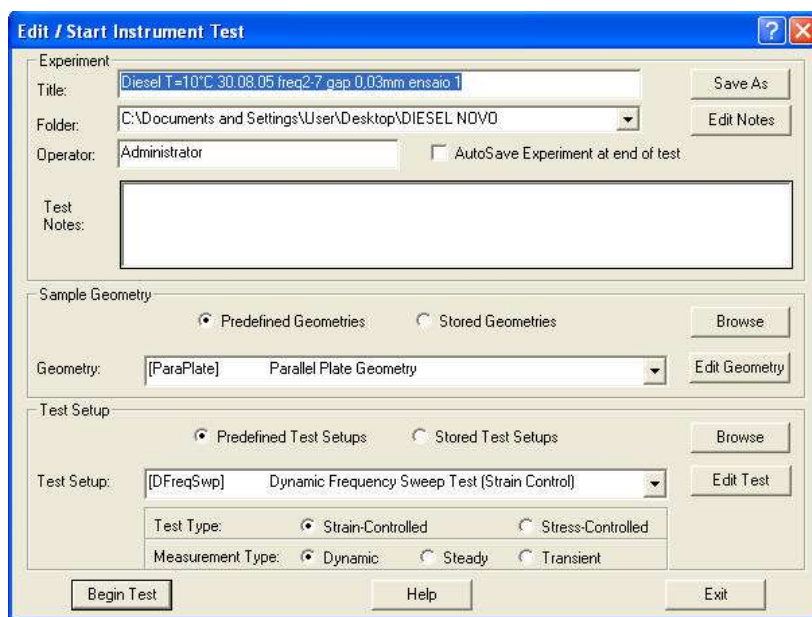 Edit / Start Instrument Test
Experiment
Title: Diesel T=10°C 30.08.05 freq2-7 gap 0,03mm ensaio 1 Save As
Folder: C:\Documents and Settings\User\Desktop\DIESEL NOVO Edit Notes
Operator: Administrator AutoSave Experiment at end of test
Test
Notes:
Sample Geometry
Predefined Geometries Stored Geometries Browse
Geometry: [ParaPlate] Parallel Plate Geometry Edit Geometry
Test Setup
Predefined Test Setups Stored Test Setups Browse
Test Setup: [DFreqSwp] Dynamic Frequency Sweep Test (Strain Control) Edit Test
Test Type: Strain-Controlled Stress-Controlled
Measurement Type: Dynamic Steady Transient
Begin Test Help Exit